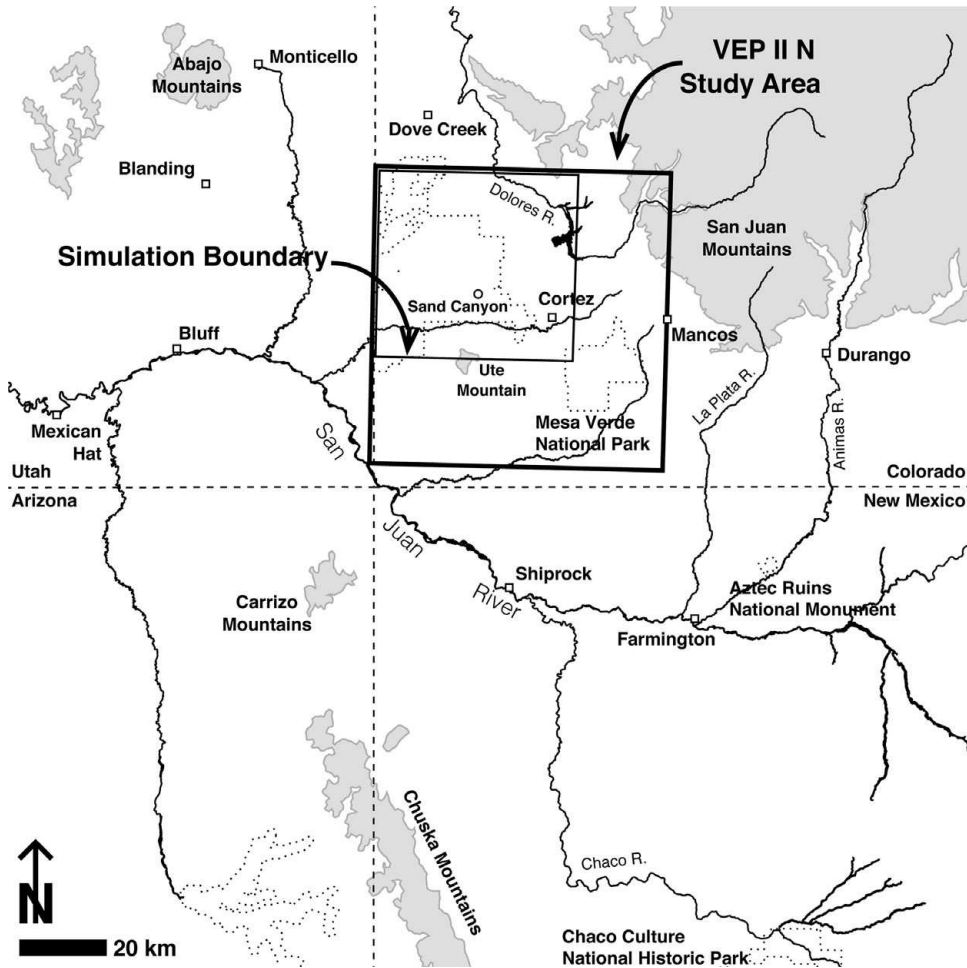 VEP II N
Study Area
Abajo
Mountains
Monticello
Dove Creek
Blanding
Dolores R.
San Juan
Mountains
Simulation Boundary
Sand Canyon
Cortez
Mancos
Bluff
Ute
Mountain
Durango
La Plata R.
Animas R.
Mexican
Hat
Mesa Verde
National Park
San
Utah
Colorado
Arizona
New Mexico
Juan
Shiprock
River
Aztec Ruins
National Monument
Carrizo
Mountains
Farmington
Chuska Mountains
Chaco R.
N
20 km
Chaco Culture
National Historic Park